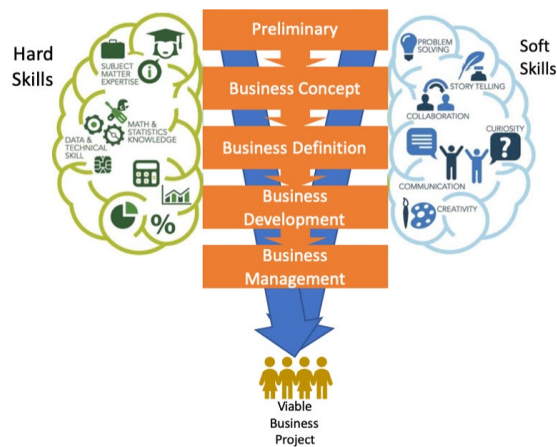 Hard
Skills
SUBJECT
MATTER
EXPERTISE
MATH &
STATISTICS
KNOWLEDGE
DATA &
TECHNICAL
SKILL
%
Preliminary
Business Concept
Business Definition
Business
Development
Business
Management
Soft
Skills
PROBLEM
SOLVING
STORY TELLING
COLLABORATION
CURIOSITY
?
COMMUNICATION
CREATIVITY
Viable
Business
Project